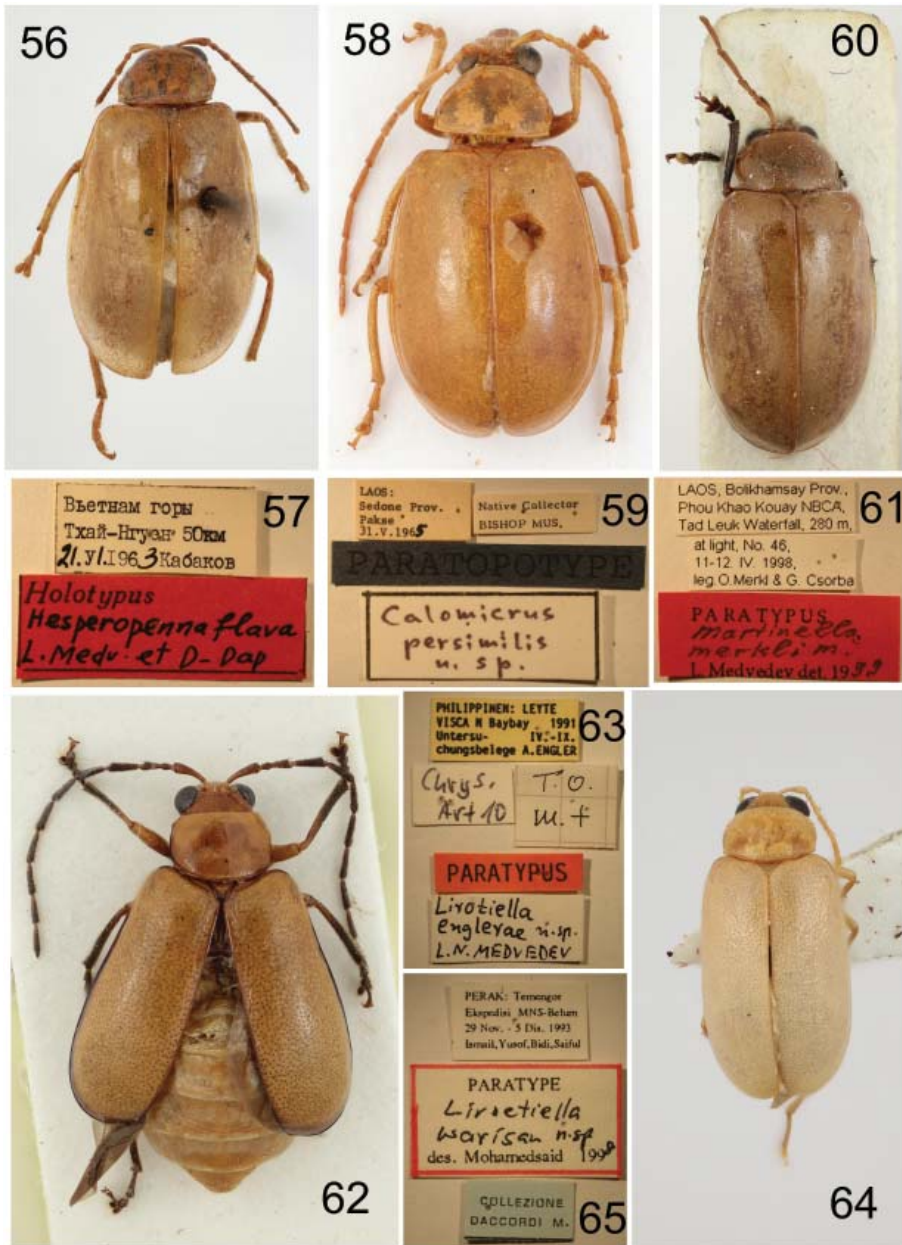 56
58
60
Вьетнам горы
Тхай-Нгуэн 50км
21.VI.1963 Кабаков
57
Holotypus
Hesperopenna flava
L. Medv. et D-Dap
LAOS:
Sedone Prov.
Pakse
31.V.1965
Native Collector
BISHOP MUS.
59
PARATOPOTYPE
Calomicrus
persimilis
n. sp.
LAOS, Bolikhamsay Prov.,
Phou Khao Kouay NBCA,
Tad Leuk Waterfall, 280 m,
at light, No. 46,
11-12. IV. 1998,
leg. O. Merkl & G. Csorba
61
PARATYPUS
Martinella
merkli m.
L. Medvedev det. 1999
62
PHILIPPINEN: LEYTE
VISCA N Baybay 1991
Untersu- IV.-IX.
chungsbelege A.ENGLER
63
Chrys.
Art 10
T. O.
m. f
PARATYPUS
Lirotiella
englerae n.sp.
L.N. MEDVEDEV
PERAK: Temengor
Ekspedisi MNS-Belum
29 Nov. - 5 Dis. 1993
Ismail, Yusof, Bidi, Saiful
PARATYPE
Liroetiella
warisan n.sp
des. Mohamedsaid
COLLEZIONE
DACCORDI M.
65
64